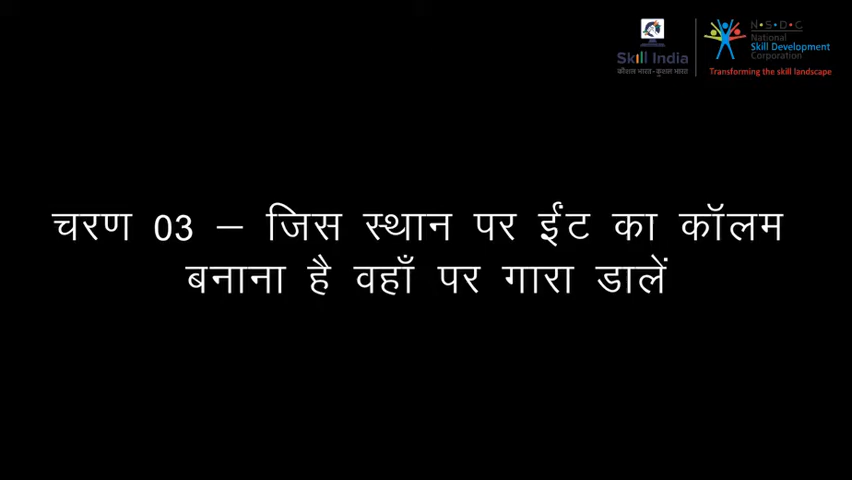 Skill India
कौशल भारत - कुशल भारत
N·S·D·C
National
Skill Development
Corporation
Transforming the skill landscape
चरण 03 – जिस स्थान पर ईंट का कॉलम
बनाना है वहाँ पर गारा डालें